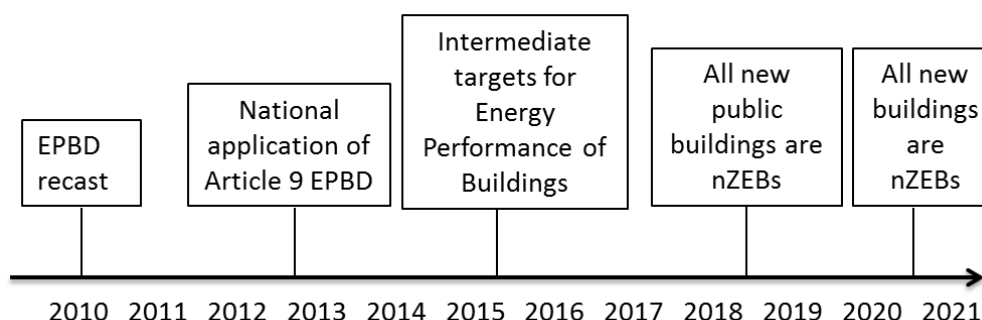 EPBD
recast
National
application of
Article 9 EPBD
Intermediate
targets for
Energy
Performance of
Buildings
All new
public
buildings are
nZEBs
All new
buildings
are
nZEBs
2010 2011 2012 2013 2014 2015 2016 2017 2018 2019 2020 2021